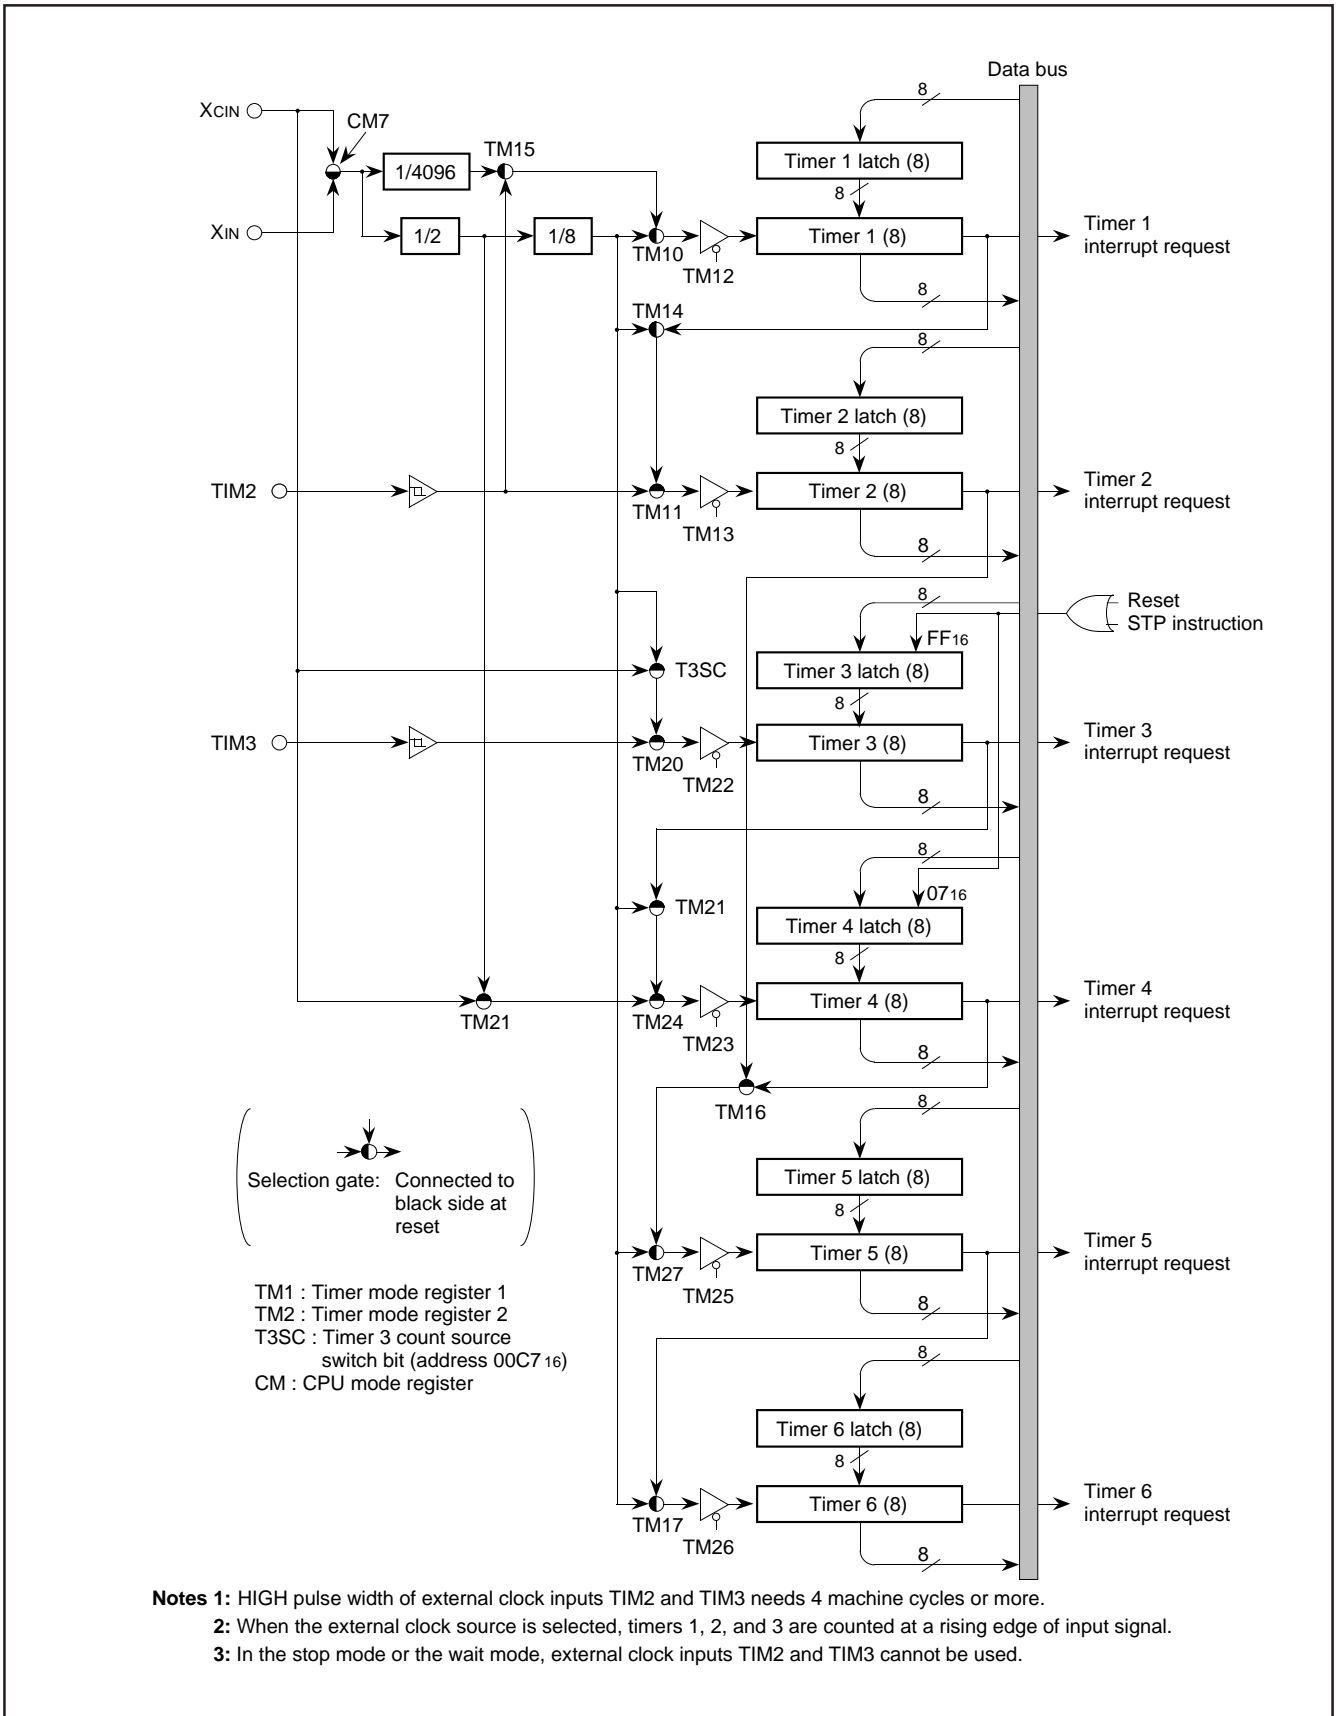 Data bus
8
XCIN
CM7
TM15
Timer 1 latch (8)
1/4096
8
XIN
1/2
1/8
Timer 1 (8)
Timer 1
interrupt request
TM10
TM12
8
TM14
8
Timer 2 latch (8)
8
TIM2
Timer 2 (8)
Timer 2
interrupt request
TM11
TM13
8
8
Reset
STP instruction
FF16
Timer 3 latch (8)
T3SC
8
TIM3
Timer 3 (8)
Timer 3
interrupt request
TM20
TM22
8
8
0716
TM21
Timer 4 latch (8)
8
Timer 4 (8)
Timer 4
interrupt request
TM21
TM24
TM23
8
TM16
8
Selection gate: Connected to
black side at
reset
Timer 5 latch (8)
8
Timer 5 (8)
Timer 5
interrupt request
TM27
TM25
8
TM1 : Timer mode register 1
TM2 : Timer mode register 2
T3SC : Timer 3 count source
switch bit (address 00C716)
CM : CPU mode register
8
Timer 6 latch (8)
8
Timer 6 (8)
Timer 6
interrupt request
TM17
TM26
8
Notes 1: HIGH pulse width of external clock inputs TIM2 and TIM3 needs 4 machine cycles or more.
2: When the external clock source is selected, timers 1, 2, and 3 are counted at a rising edge of input signal.
3: In the stop mode or the wait mode, external clock inputs TIM2 and TIM3 cannot be used.